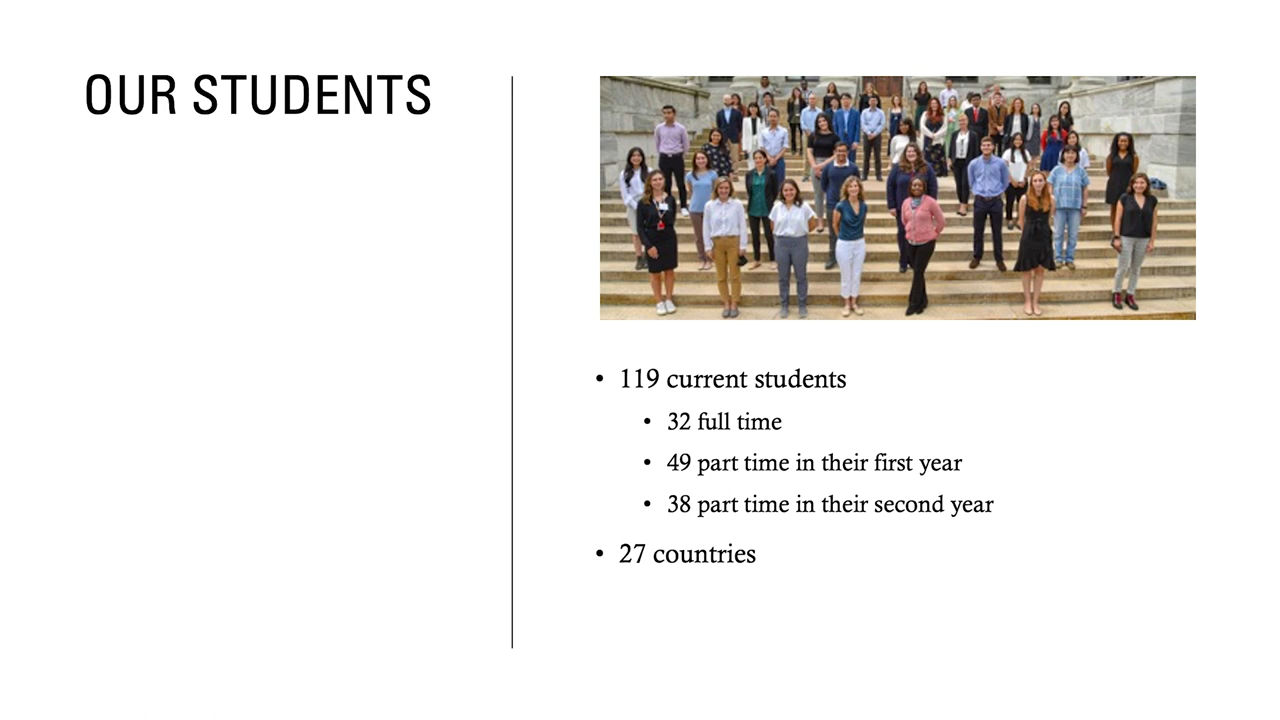 OUR STUDENTS
• 119 current students
• 32 full time
• 49 part time in their first year
• 38 part time in their second year
• 27 countries